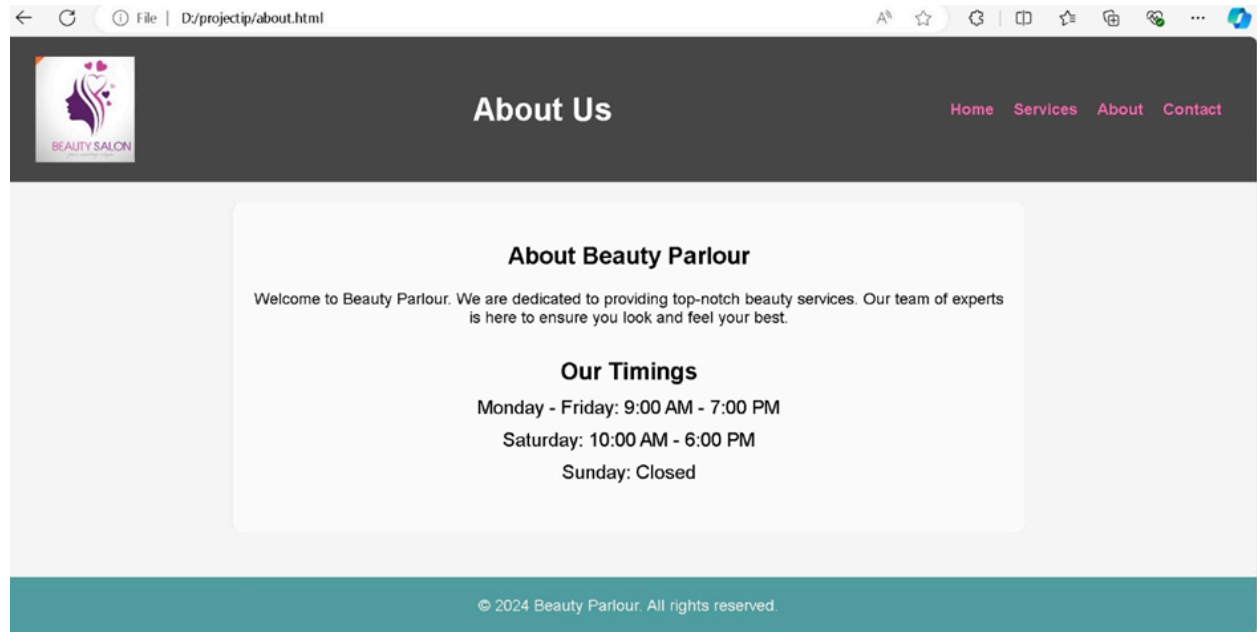 File | D:/projectip/about.html
BEAUTY SALON
About Us
Home Services About Contact
About Beauty Parlour
Welcome to Beauty Parlour. We are dedicated to providing top-notch beauty services. Our team of experts
is here to ensure you look and feel your best.
Our Timings
Monday - Friday: 9:00 AM - 7:00 PM
Saturday: 10:00 AM - 6:00 PM
Sunday: Closed
© 2024 Beauty Parlour. All rights reserved.